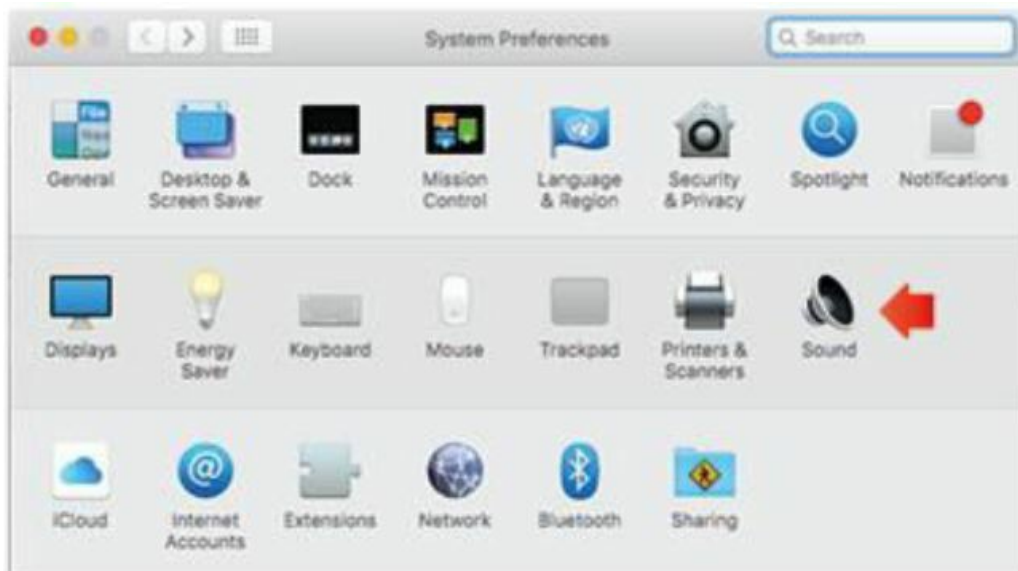 System Preferences
Search
General
Desktop &
Screen Saver
Dock
Mission
Control
Language
& Region
Security
& Privacy
Spotlight
Notifications
Displays
Energy
Saver
Keyboard
Mouse
Trackpad
Printers &
Scanners
Sound
iCloud
Internet
Accounts
Extensions
Network
Bluetooth
Sharing